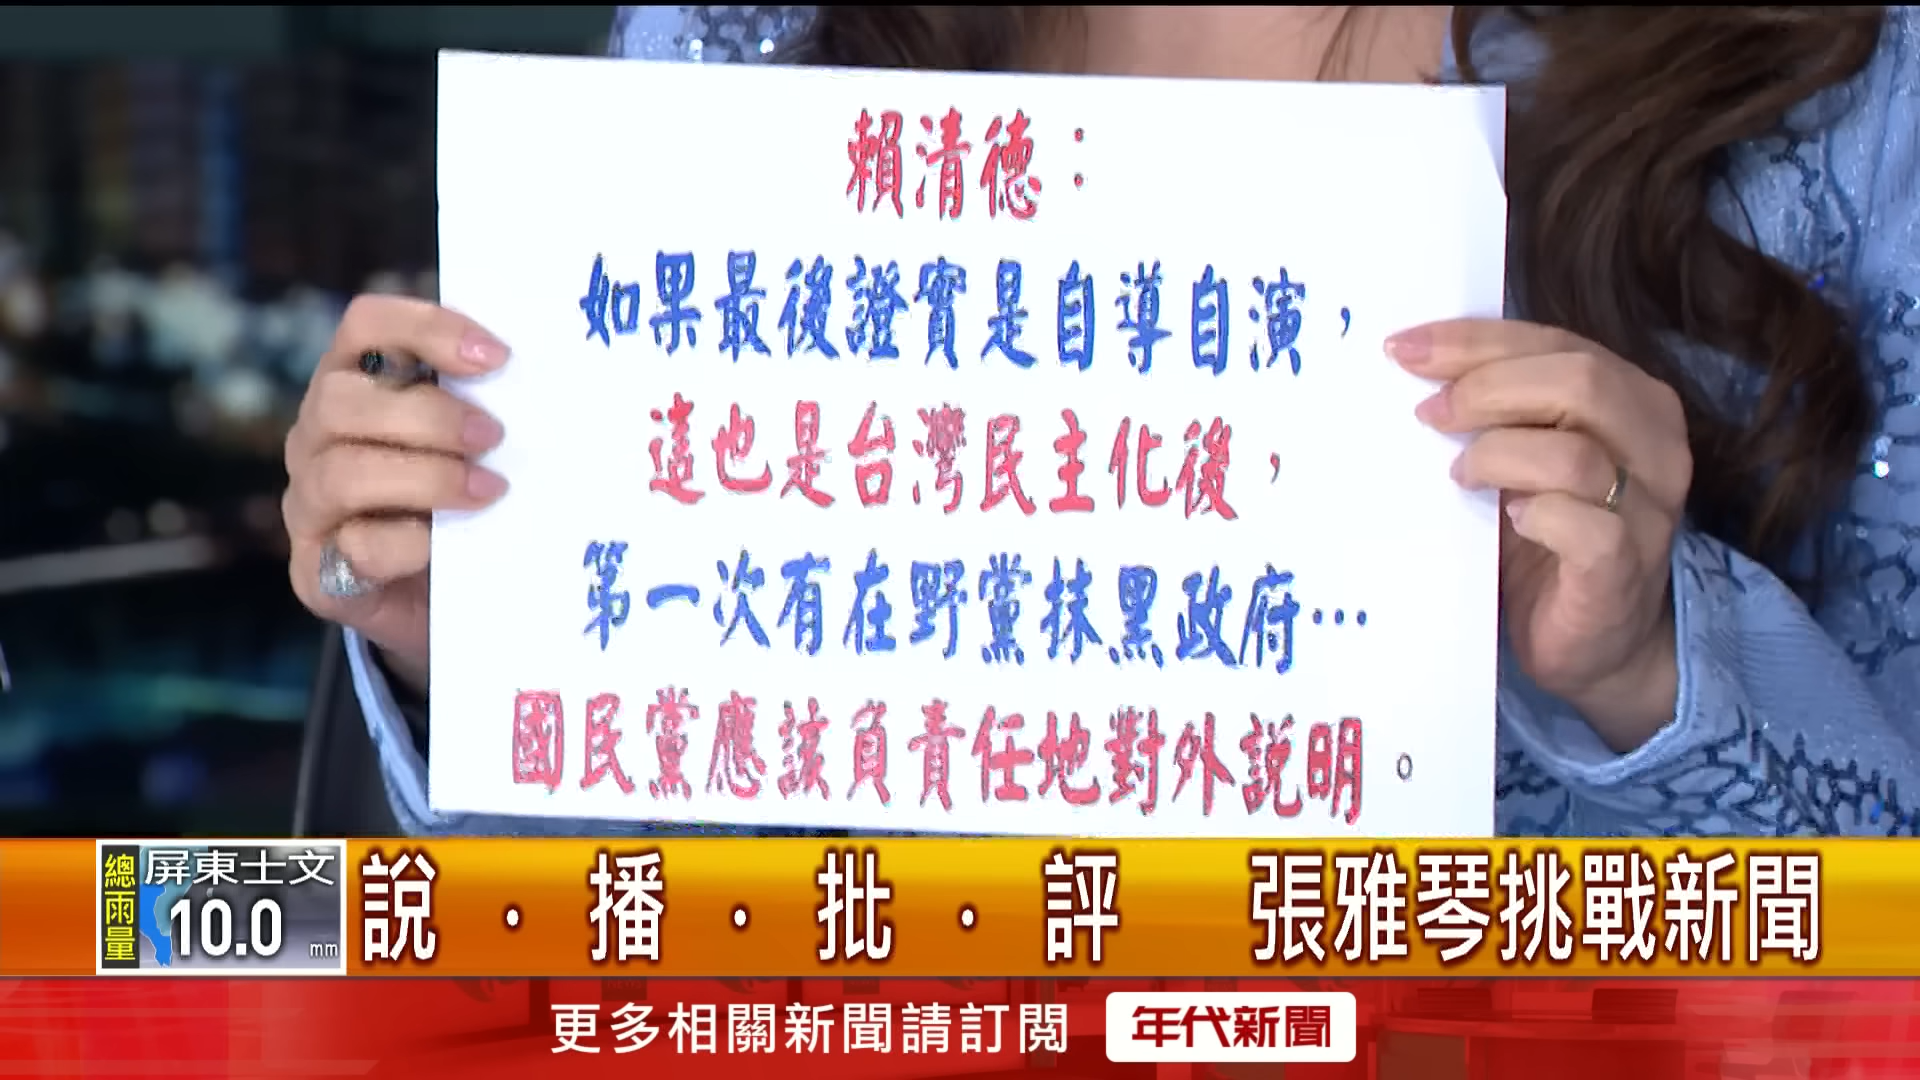 賴清德：
如果最後證實是自導自演，
這也是台灣民主化後，
第一次有在野黨抹黑政府…
國民黨應該負責任地對外說明。
總雨量 屏東士文 10.0 mm
說．播．批．評 張雅琴挑戰新聞
更多相關新聞請訂閱 年代新聞